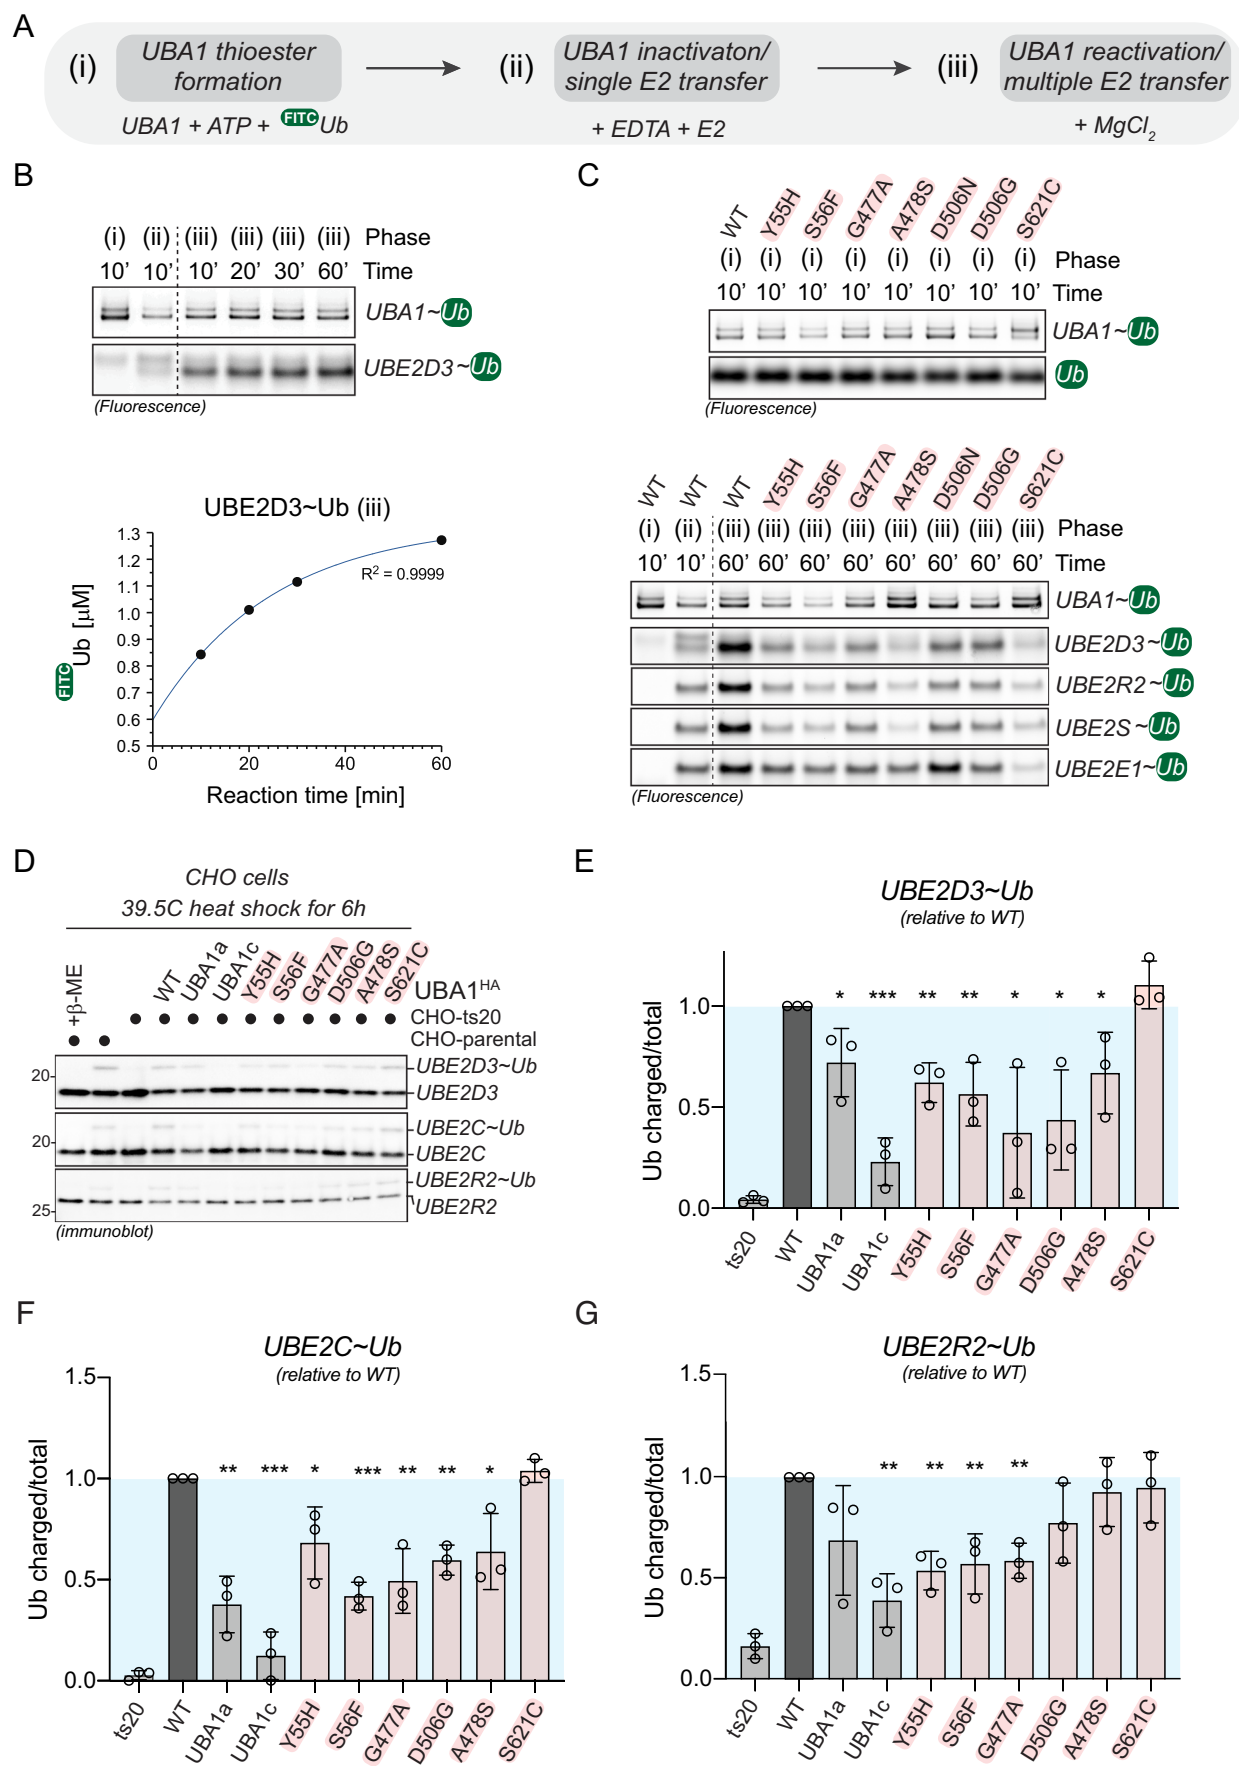 A
(i)
UBA1 thioester
formation
UBA1 + ATP + FITC Ub
(ii)
UBA1 inactivaton/
single E2 transfer
+ EDTA + E2
(iii)
UBA1 reactivation/
multiple E2 transfer
+ MgCl2
B
(i) (ii) (iii) (iii) (iii) (iii) Phase
10’ 10’ 10’ 20’ 30’ 60’ Time
UBA1~Ub
UBE2D3~Ub
(Fluorescence)
UBE2D3~Ub (iii)
1.3
1.2
1.1
1.0
0.9
0.8
0.7
0.6
0.5
FITC Ub [µM]
R² = 0.9999
0 20 40 60
Reaction time [min]
C
WT Y55H S56F G477A A478S D506N D506G S621C
(i) (i) (i) (i) (i) (i) (i) (i) Phase
10’ 10’ 10’ 10’ 10’ 10’ 10’ 10’ Time
UBA1~Ub
Ub
(Fluorescence)
WT WT WT Y55H S56F G477A A478S D506N D506G S621C
(i) (ii) (iii) (iii) (iii) (iii) (iii) (iii) (iii) (iii) Phase
10’ 10’ 60’ 60’ 60’ 60’ 60’ 60’ 60’ 60’ Time
UBA1~Ub
UBE2D3~Ub
UBE2R2~Ub
UBE2S~Ub
UBE2E1~Ub
(Fluorescence)
D
CHO cells
39.5C heat shock for 6h
+β-ME WT UBA1a UBA1c Y55H S56F G477A D506G A478S S621C UBA1HA
CHO-ts20
CHO-parental
20
UBE2D3~Ub
UBE2D3
20
UBE2C~Ub
UBE2C
25
UBE2R2~Ub
UBE2R2
(immunoblot)
E
UBE2D3~Ub
(relative to WT)
Ub charged/total
1.0
0.5
0.0
* *** ** ** * * *
ts20 WT UBA1a UBA1c Y55H S56F G477A D506G A478S S621C
F
UBE2C~Ub
(relative to WT)
Ub charged/total
1.5
1.0
0.5
0.0
** *** * *** ** ** *
ts20 WT UBA1a UBA1c Y55H S56F G477A D506G A478S S621C
G
UBE2R2~Ub
(relative to WT)
Ub charged/total
1.5
1.0
0.5
0.0
** ** ** **
ts20 WT UBA1a UBA1c Y55H S56F G477A D506G A478S S621C